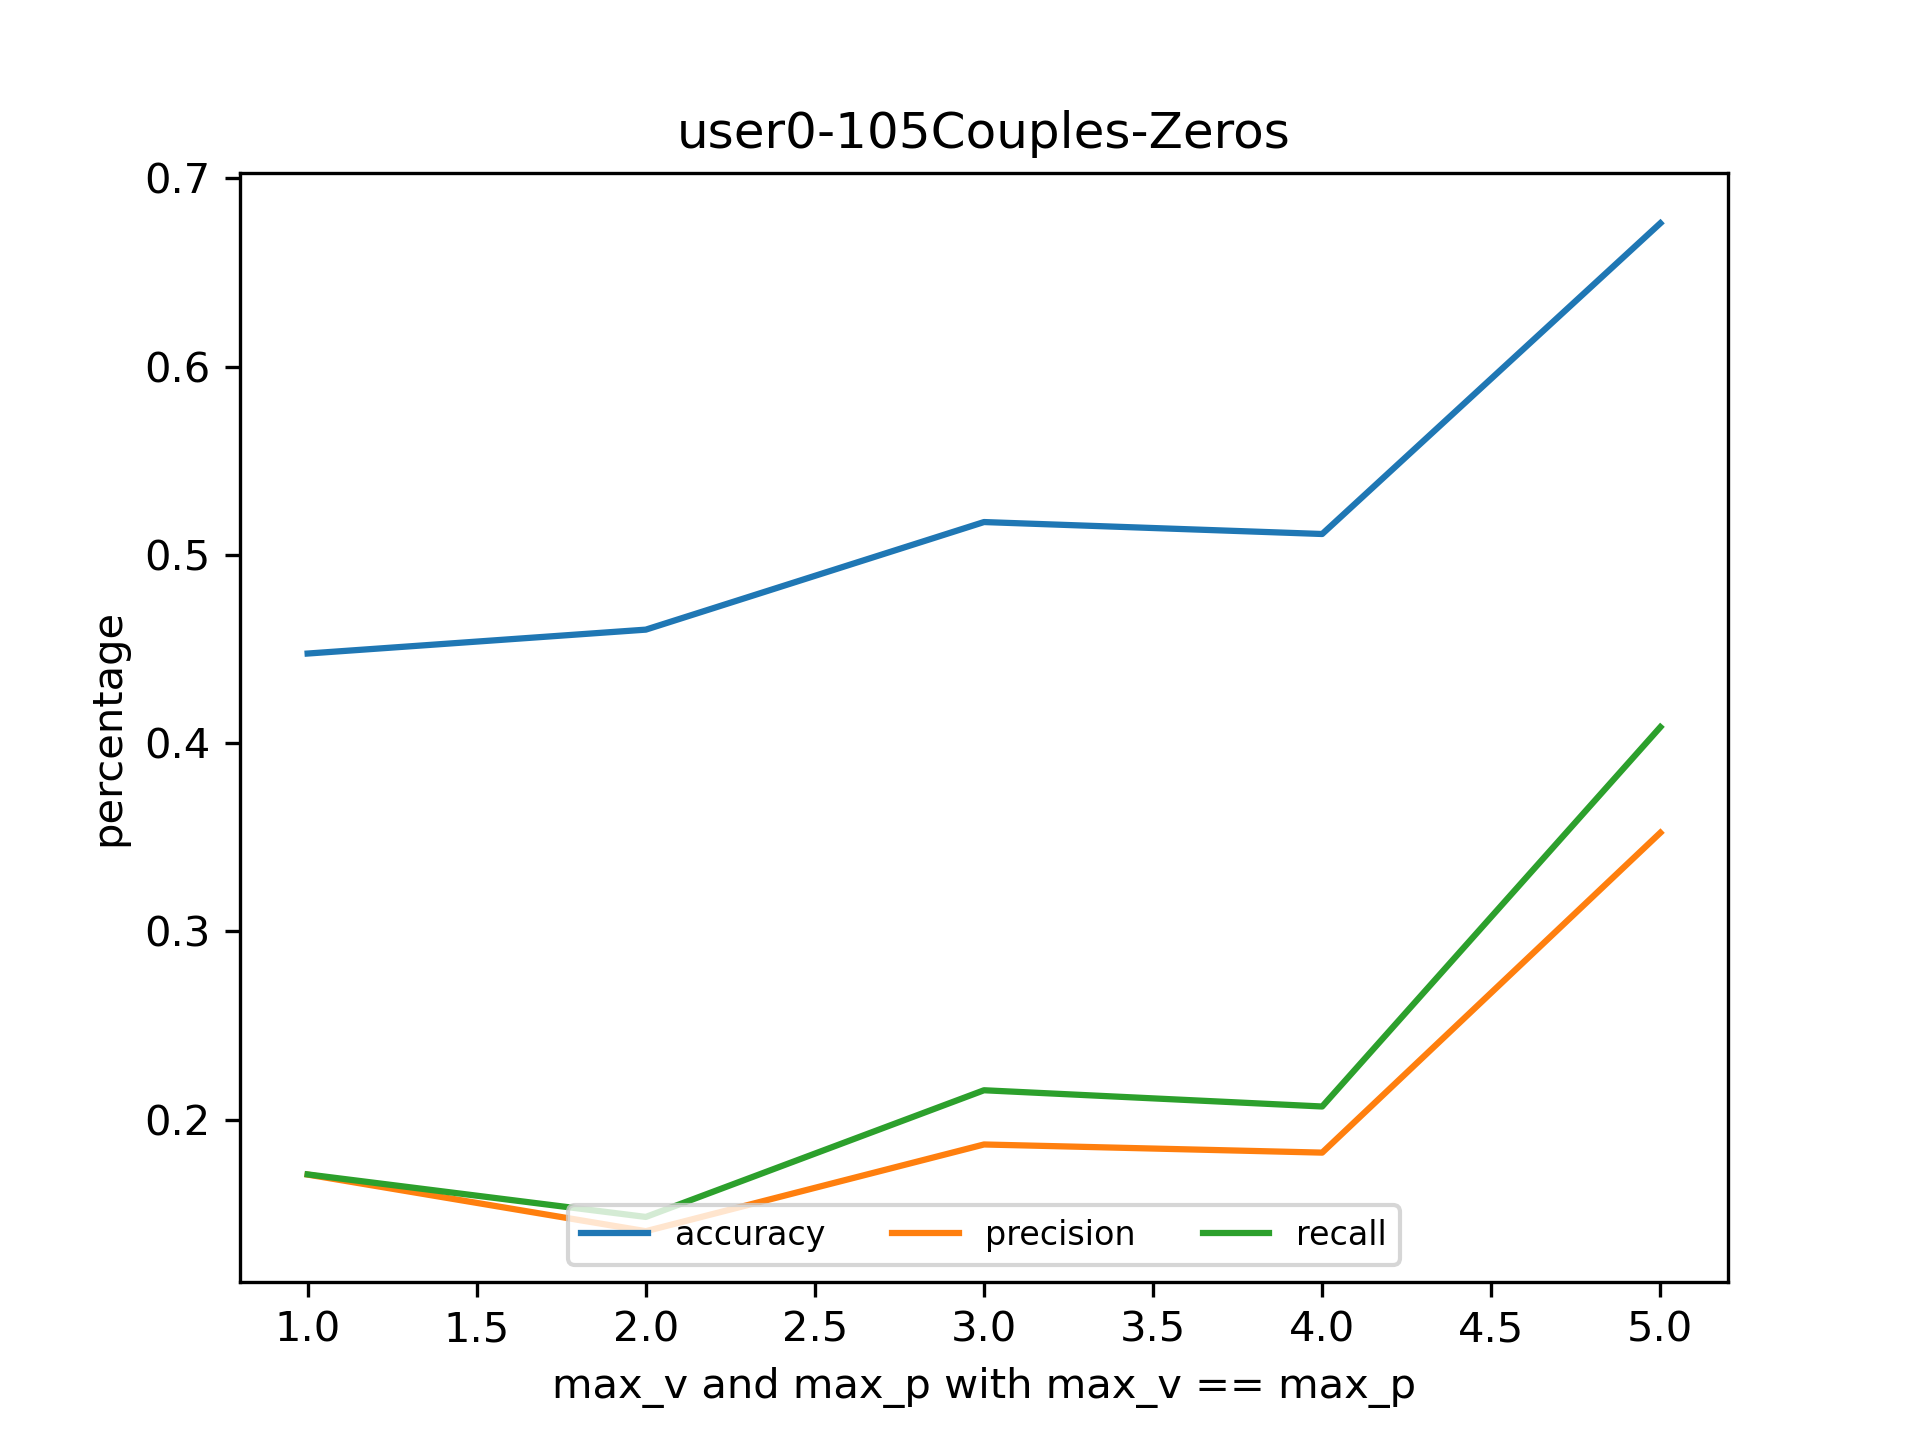 user0-105Couples-Zeros
0.7
0.6
0.5
0.4
0.3
0.2
percentage
accuracy precision recall
1.0 1.5 2.0 2.5 3.0 3.5 4.0 4.5 5.0
max_v and max_p with max_v == max_p